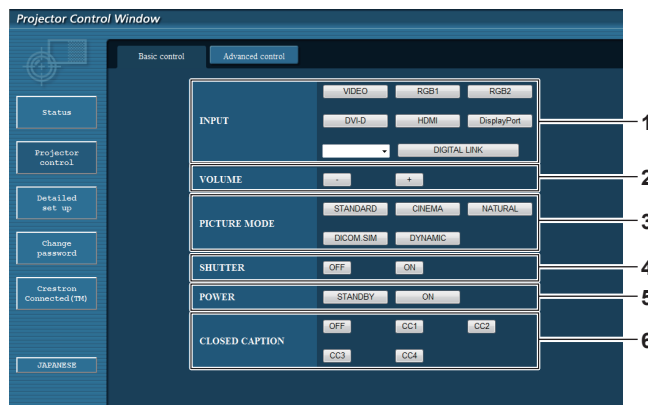 Projector Control Window
Basic control Advanced control
Status
Projector
control
Detailed
set up
Change
password
Crestron
Connected(TM)
JAPANESE
INPUT
VIDEO RGB1 RGB2
DVI-D HDMI DisplayPort
DIGITAL LINK
1
VOLUME - +
2
PICTURE MODE
STANDARD CINEMA NATURAL
DICOM.SIM DYNAMIC
3
SHUTTER OFF ON
4
POWER STANDBY ON
5
CLOSED CAPTION
OFF CC1 CC2
CC3 CC4
6